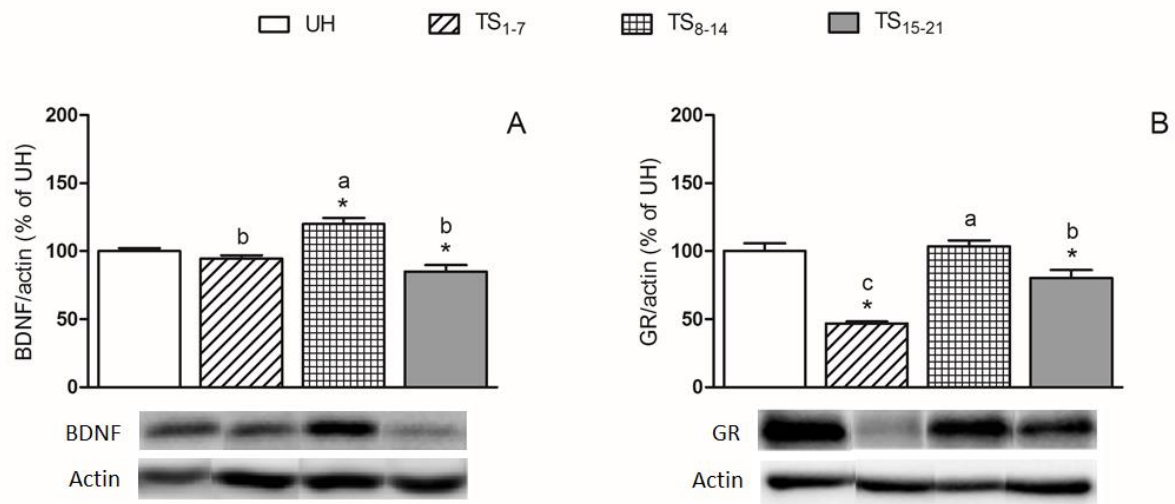 UH TS1-7 TS8-14 TS15-21
A
BDNF/actin (% of UH)
200
150
100
50
0
b
a
*
b
*
BDNF
Actin
B
GR/actin (% of UH)
200
150
100
50
0
c
*
a
b
*
GR
Actin